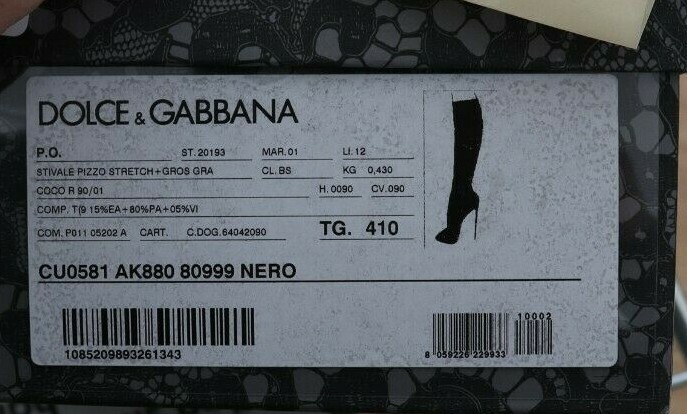 DOLCE & GABBANA
P.O. ST. 20193 MAR. 01 LI. 12
STIVALE PIZZO STRETCH+GROS GRA CL. BS KG 0,430
COCO R 90/01 H. 0090 CV. 090
COMP. T(9 15%EA+80%PA+05%VI
COM. P011 05202 A CART. C.DOG. 64042090 TG. 410
CU0581 AK880 80999 NERO
1085209893261343
10002
8 059226 229933